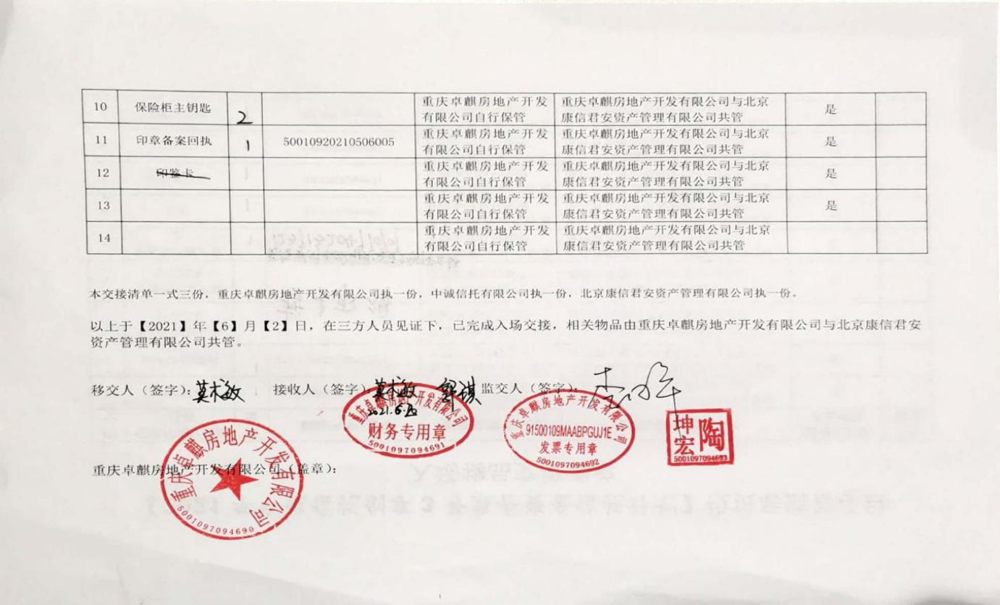 10 保险柜主钥匙 2 重庆卓麒房地产开发 重庆卓麒房地产开发有限公司与北京 是
有限公司自行保管 康信君安资产管理有限公司共管
11 印章备案回执 1 50010920210506005 重庆卓麒房地产开发 重庆卓麒房地产开发有限公司与北京 是
有限公司自行保管 康信君安资产管理有限公司共管
12 印鉴卡 重庆卓麒房地产开发 重庆卓麒房地产开发有限公司与北京 是
有限公司自行保管 康信君安资产管理有限公司共管
13 重庆卓麒房地产开发 重庆卓麒房地产开发有限公司与北京 是
有限公司自行保管 康信君安资产管理有限公司共管
14 重庆卓麒房地产开发 重庆卓麒房地产开发有限公司与北京
有限公司自行保管 康信君安资产管理有限公司共管
本交接清单一式三份，重庆卓麒房地产开发有限公司执一份，中诚信托有限公司执一份，北京康信君安资产管理有限公司执一份。
以上于【2021】年【6】月【2】日，在三方人员见证下，已完成入场交接，相关物品由重庆卓麒房地产开发有限公司与北京康信君安
资产管理有限公司共管。
移交人（签字）：莫木敏 接收人（签字）：莫木敏 监交人（签字）：
重庆卓麒房地产开发有限公司
2021.6.2
财务专用章
5001097094691
重庆卓麒房地产开发有限公司
91500109MAABPGUJ1E
发票专用章
5001097094692
坤宏陶
5001097094693
重庆卓麒房地产开发有限公司（盖章）：
重庆卓麒房地产开发有限公司
5001097094690